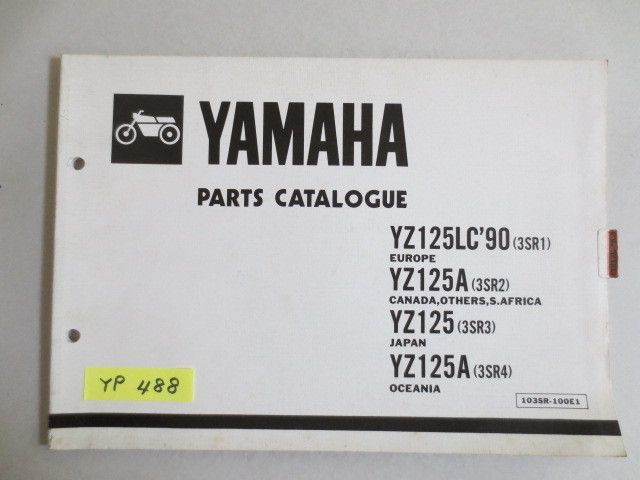 YAMAHA
PARTS CATALOGUE
YZ125LC'90 (3SR1)
EUROPE
YZ125A (3SR2)
CANADA,OTHERS,S.AFRICA
YZ125 (3SR3)
JAPAN
YZ125A (3SR4)
OCEANIA
YP 488
103SR-100E1